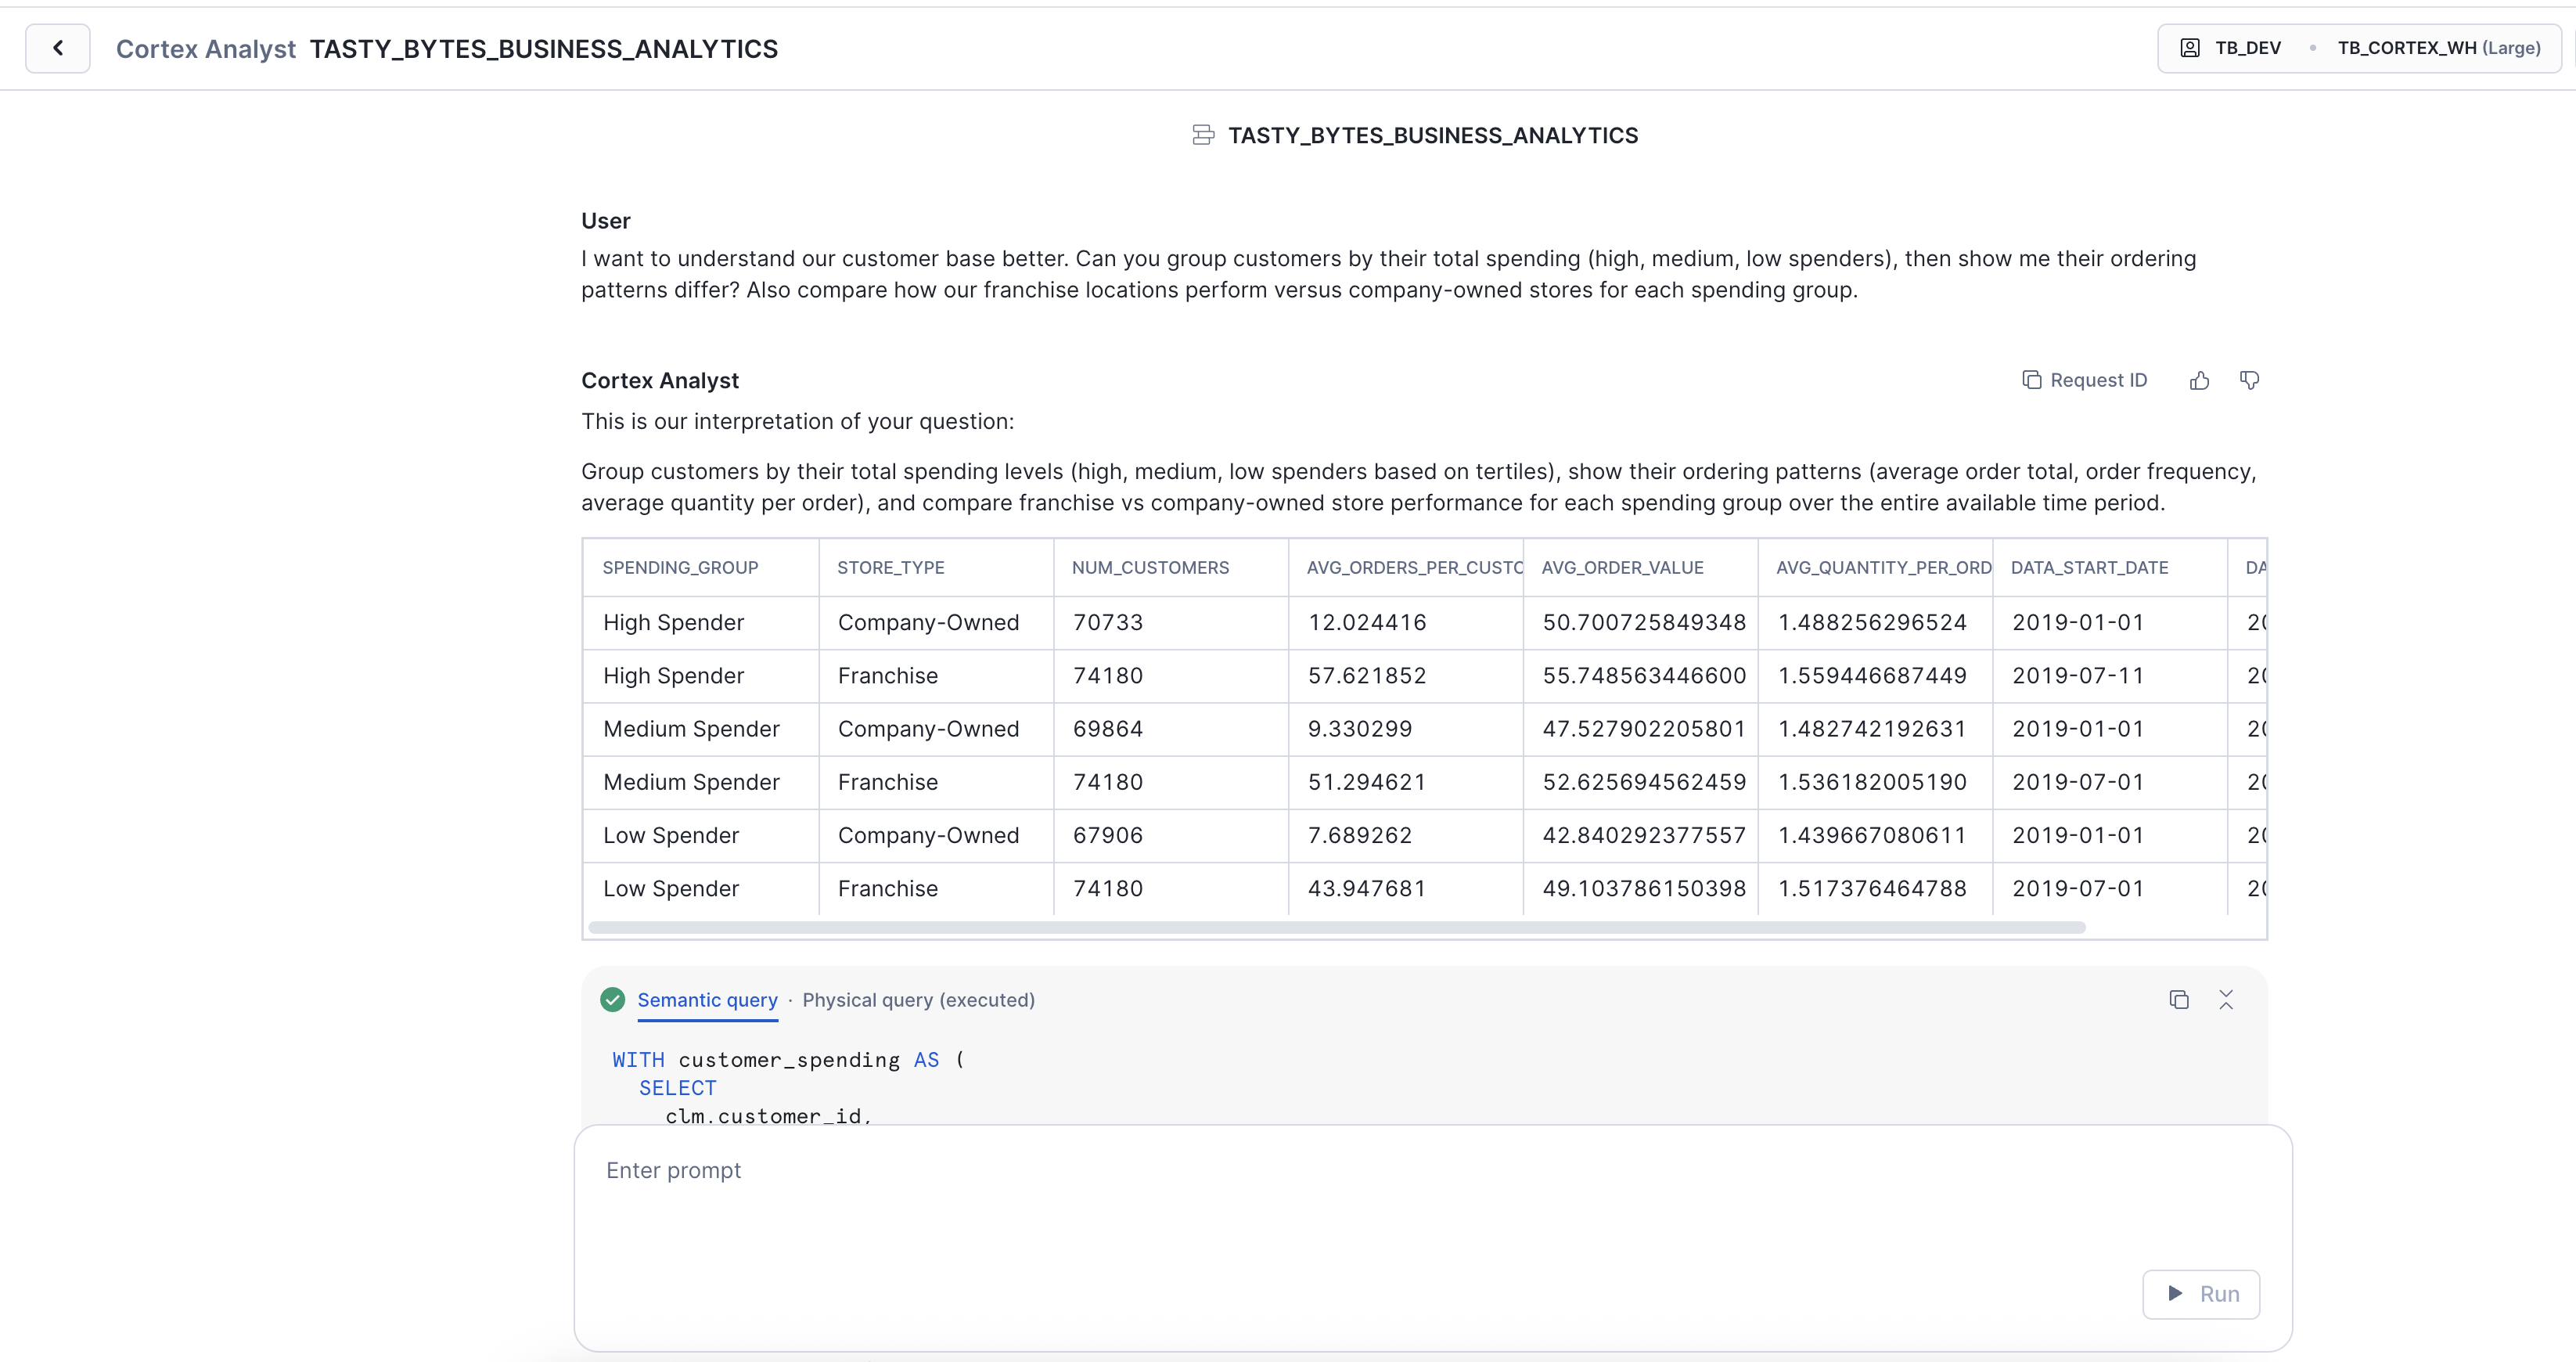 Cortex Analyst TASTY_BYTES_BUSINESS_ANALYTICS
TB_DEV • TB_CORTEX_WH (Large)
TASTY_BYTES_BUSINESS_ANALYTICS
User
I want to understand our customer base better. Can you group customers by their total spending (high, medium, low spenders), then show me their ordering
patterns differ? Also compare how our franchise locations perform versus company-owned stores for each spending group.
Cortex Analyst
Request ID
This is our interpretation of your question:
Group customers by their total spending levels (high, medium, low spenders based on tertiles), show their ordering patterns (average order total, order frequency,
average quantity per order), and compare franchise vs company-owned store performance for each spending group over the entire available time period.
SPENDING_GROUP STORE_TYPE NUM_CUSTOMERS AVG_ORDERS_PER_CUSTO AVG_ORDER_VALUE AVG_QUANTITY_PER_ORD DATA_START_DATE DA
High Spender Company-Owned 70733 12.024416 50.700725849348 1.488256296524 2019-01-01 20
High Spender Franchise 74180 57.621852 55.748563446600 1.559446687449 2019-07-11 20
Medium Spender Company-Owned 69864 9.330299 47.527902205801 1.482742192631 2019-01-01 20
Medium Spender Franchise 74180 51.294621 52.625694562459 1.536182005190 2019-07-01 20
Low Spender Company-Owned 67906 7.689262 42.840292377557 1.439667080611 2019-01-01 20
Low Spender Franchise 74180 43.947681 49.103786150398 1.517376464788 2019-07-01 20
Semantic query · Physical query (executed)
WITH customer_spending AS (
SELECT
clm.customer_id,
Enter prompt
Run